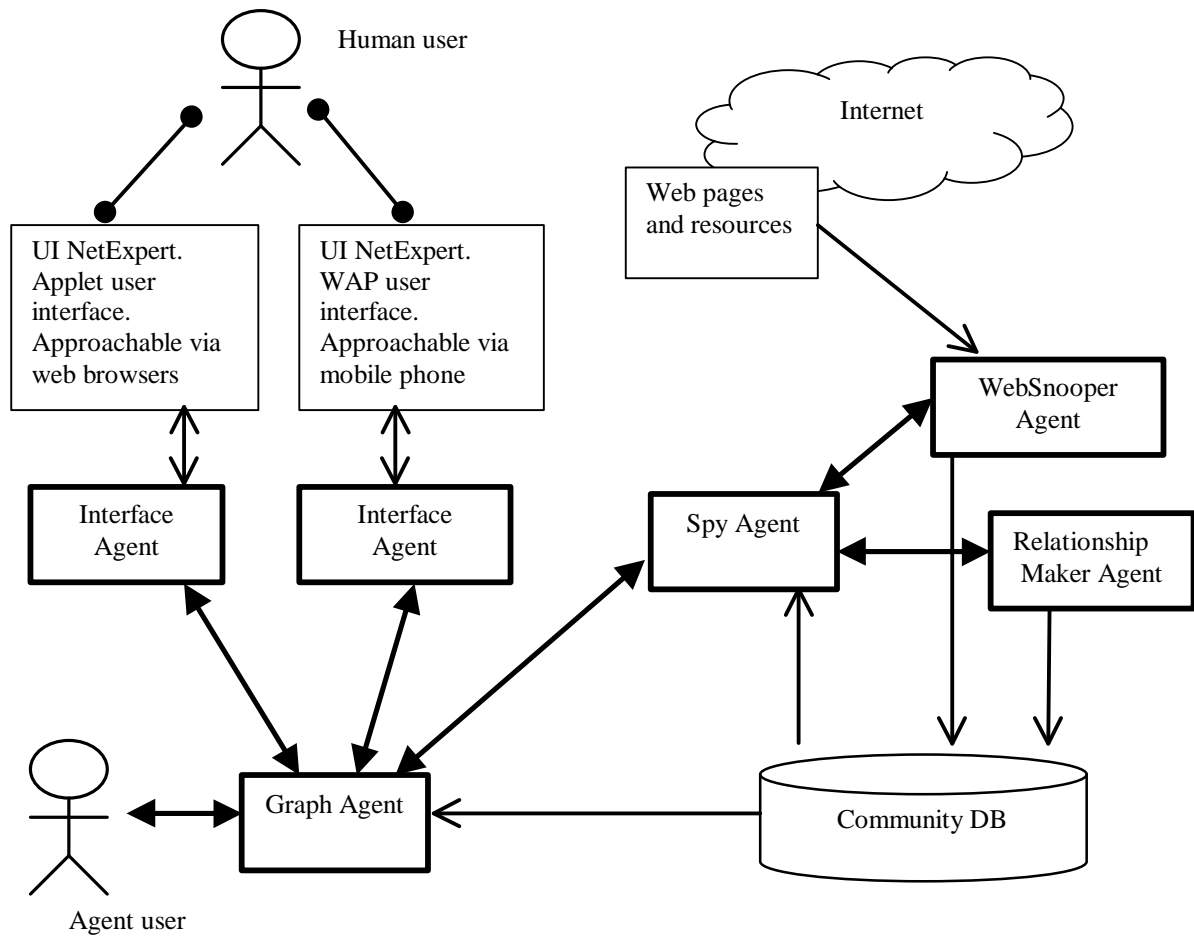 Human user
Internet
Web pages
and resources
UI NetExpert.
Applet user
interface.
Approachable via
web browsers
UI NetExpert.
WAP user
interface.
Approachable via
mobile phone
WebSnooper
Agent
Interface
Agent
Interface
Agent
Spy Agent
Relationship
Maker Agent
Graph Agent
Community DB
Agent user